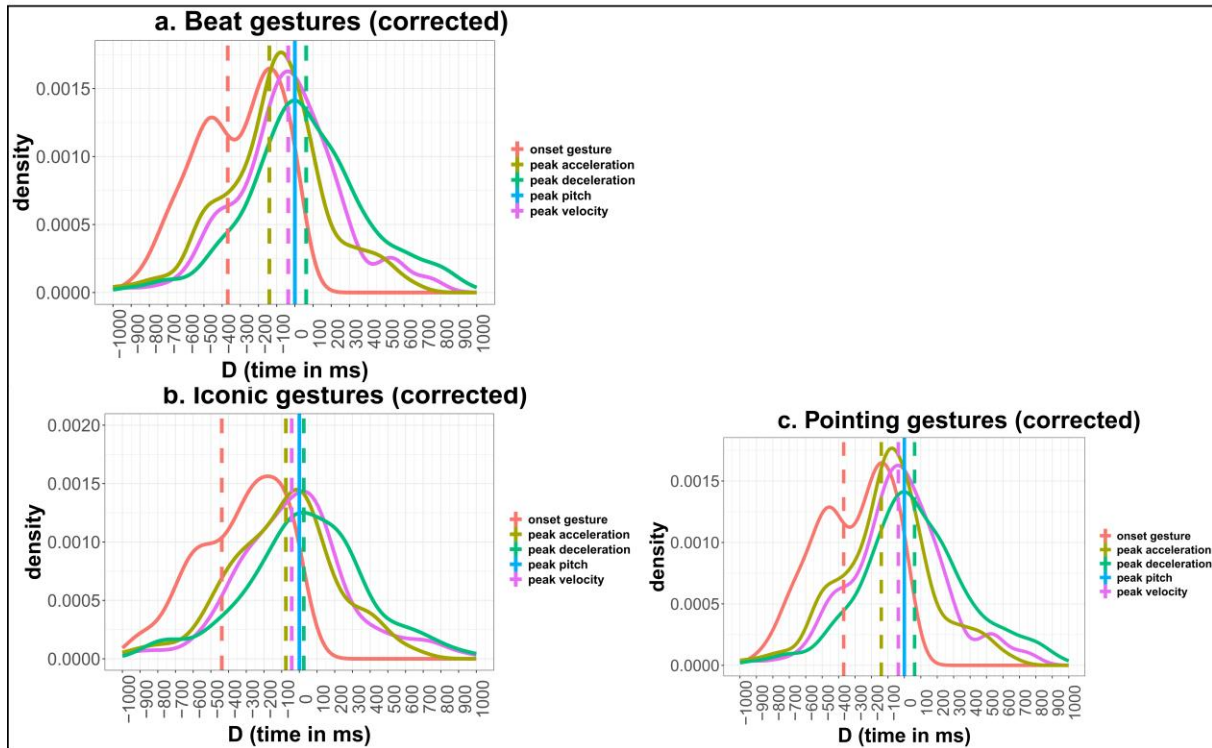 a. Beat gestures (corrected)
density
0.0015
0.0010
0.0005
0.0000
−1000 −900 −800 −700 −600 −500 −400 −300 −200 −100 0 100 200 300 400 500 600 700 800 900 1000
D (time in ms)
onset gesture
peak acceleration
peak deceleration
peak pitch
peak velocity
b. Iconic gestures (corrected)
density
0.0020
0.0015
0.0010
0.0005
0.0000
−1000 −900 −800 −700 −600 −500 −400 −300 −200 −100 0 100 200 300 400 500 600 700 800 900 1000
D (time in ms)
onset gesture
peak acceleration
peak deceleration
peak pitch
peak velocity
c. Pointing gestures (corrected)
density
0.0015
0.0010
0.0005
0.0000
−1000 −900 −800 −700 −600 −500 −400 −300 −200 −100 0 100 200 300 400 500 600 700 800 900 1000
D (time in ms)
onset gesture
peak acceleration
peak deceleration
peak pitch
peak velocity